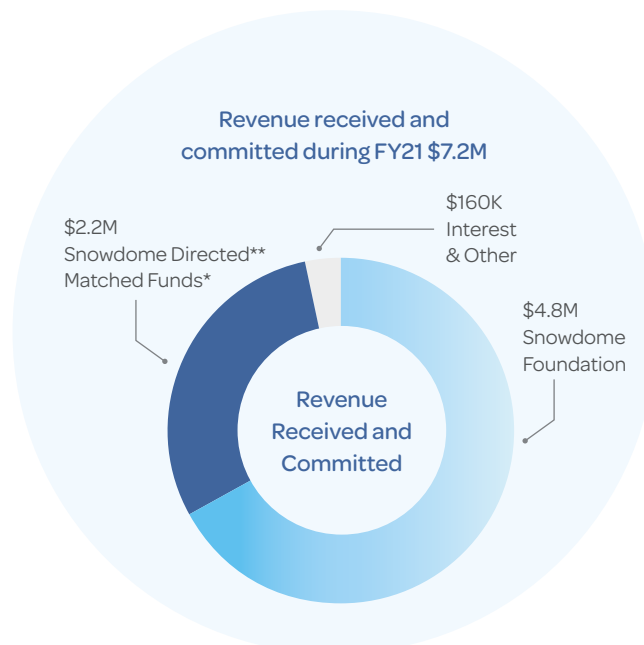 Revenue received and
committed during FY21 $7.2M
$160K
Interest
& Other
$2.2M
Snowdome Directed**
Matched Funds*
$4.8M
Snowdome
Foundation
Revenue
Received and
Committed